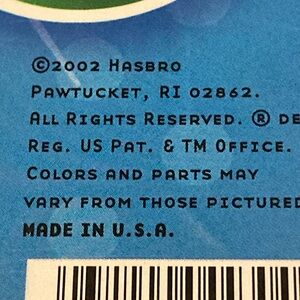 ©2002 HASBRO
PAWTUCKET, RI 02862.
ALL RIGHTS RESERVED. ® DE
REG. US PAT. & TM OFFICE.
COLORS AND PARTS MAY
VARY FROM THOSE PICTURED
MADE IN U.S.A.